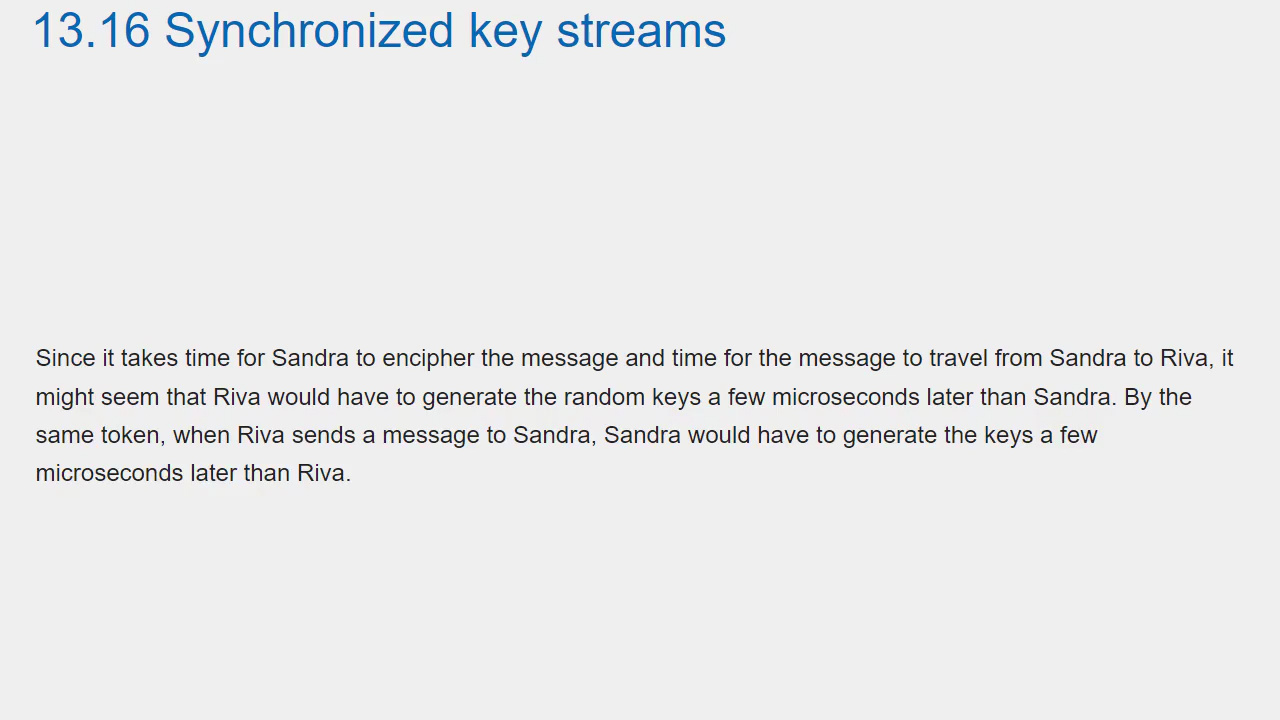 13.16 Synchronized key streams
Since it takes time for Sandra to encipher the message and time for the message to travel from Sandra to Riva, it
might seem that Riva would have to generate the random keys a few microseconds later than Sandra. By the
same token, when Riva sends a message to Sandra, Sandra would have to generate the keys a few
microseconds later than Riva.